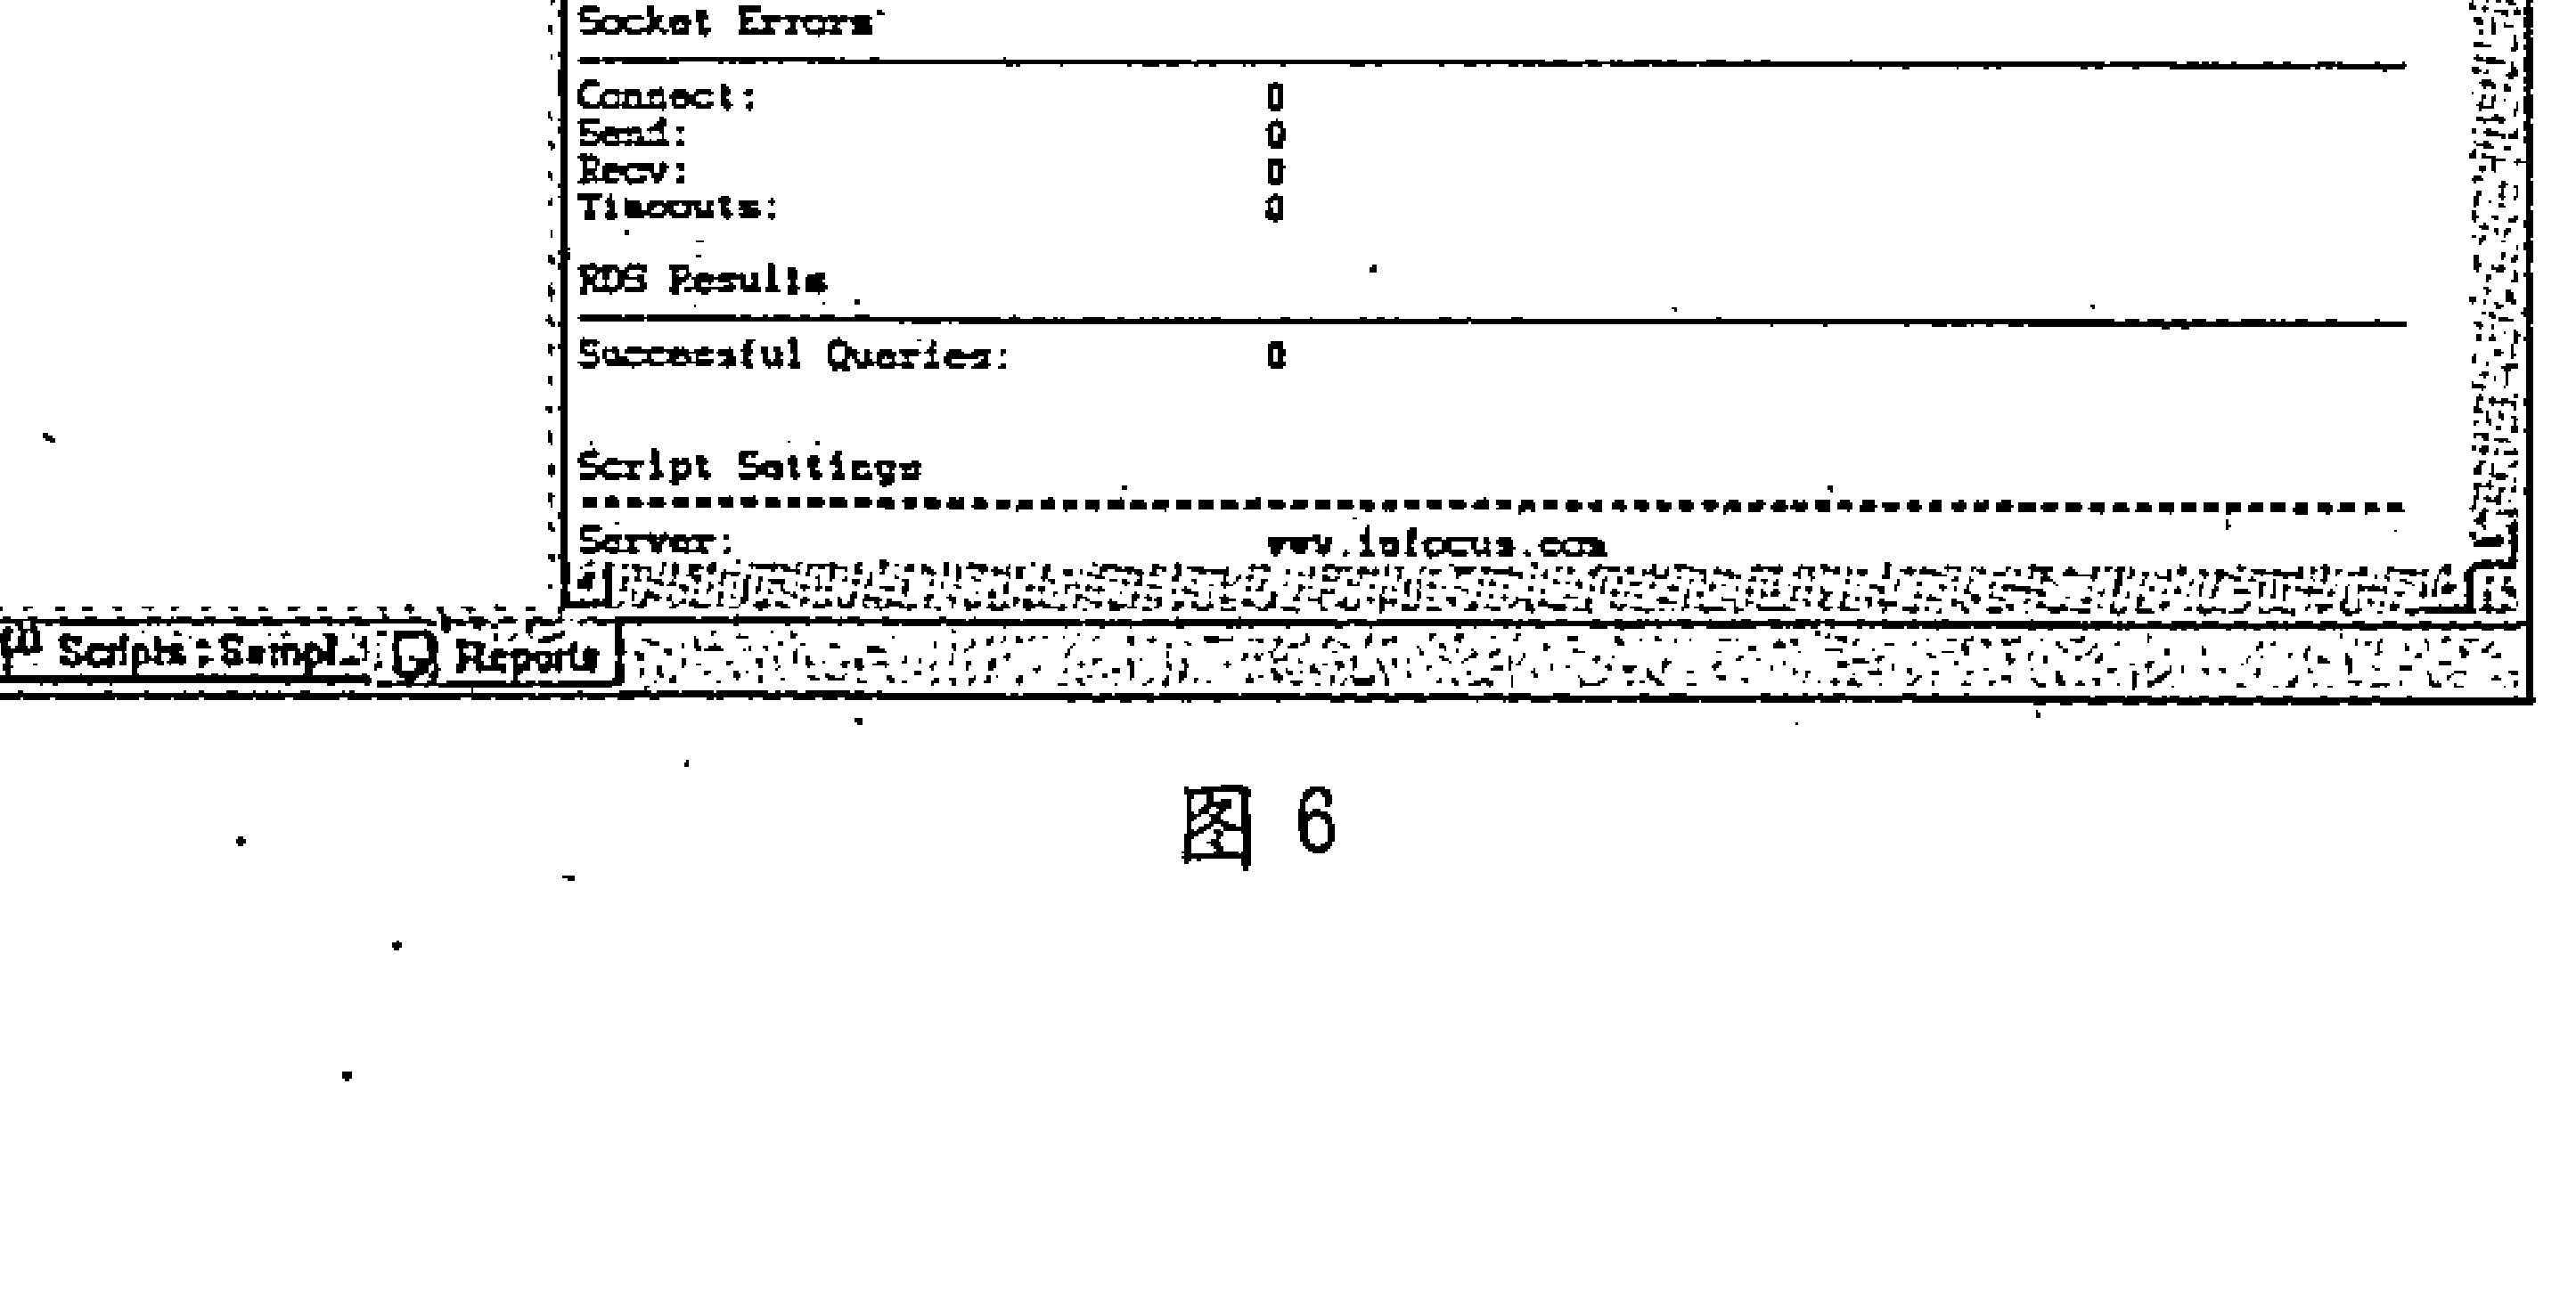 Socket Errors
Connect: 0
Send: 0
Recv: 0
Timeouts: 0
RDS Results
Successful Queries: 0
Script Settings
Server: www.infocus.com
Scripts : Sampl...
Reports
图 6